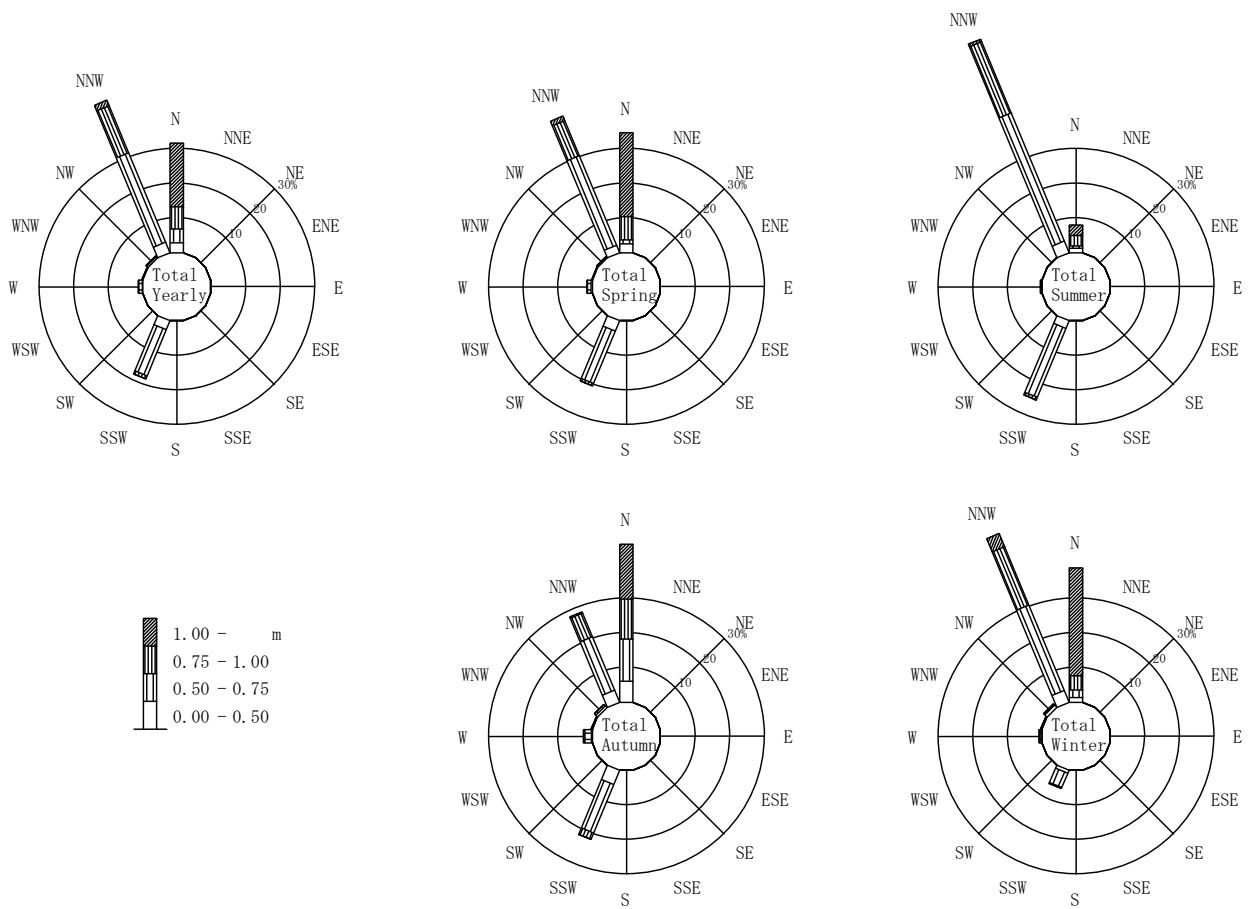 NNW
N
NNE
NW
NE
30%
WNW
20
ENE
10
Total
Yearly
W
E
WSW
ESE
SW
SE
SSW
SSE
S
NNW
N
NNE
NW
NE
30%
WNW
20
ENE
10
Total
Spring
W
E
WSW
ESE
SW
SE
SSW
SSE
S
NNW
N
NNE
NW
NE
30%
WNW
20
ENE
10
Total
Summer
W
E
WSW
ESE
SW
SE
SSW
SSE
S
1.00 - m
0.75 - 1.00
0.50 - 0.75
0.00 - 0.50
N
NNW
NNE
NW
NE
30%
WNW
20
ENE
10
Total
Autumn
W
E
WSW
ESE
SW
SE
SSW
SSE
S
NNW
N
NNE
NW
NE
30%
WNW
20
ENE
10
Total
Winter
W
E
WSW
ESE
SW
SE
SSW
SSE
S